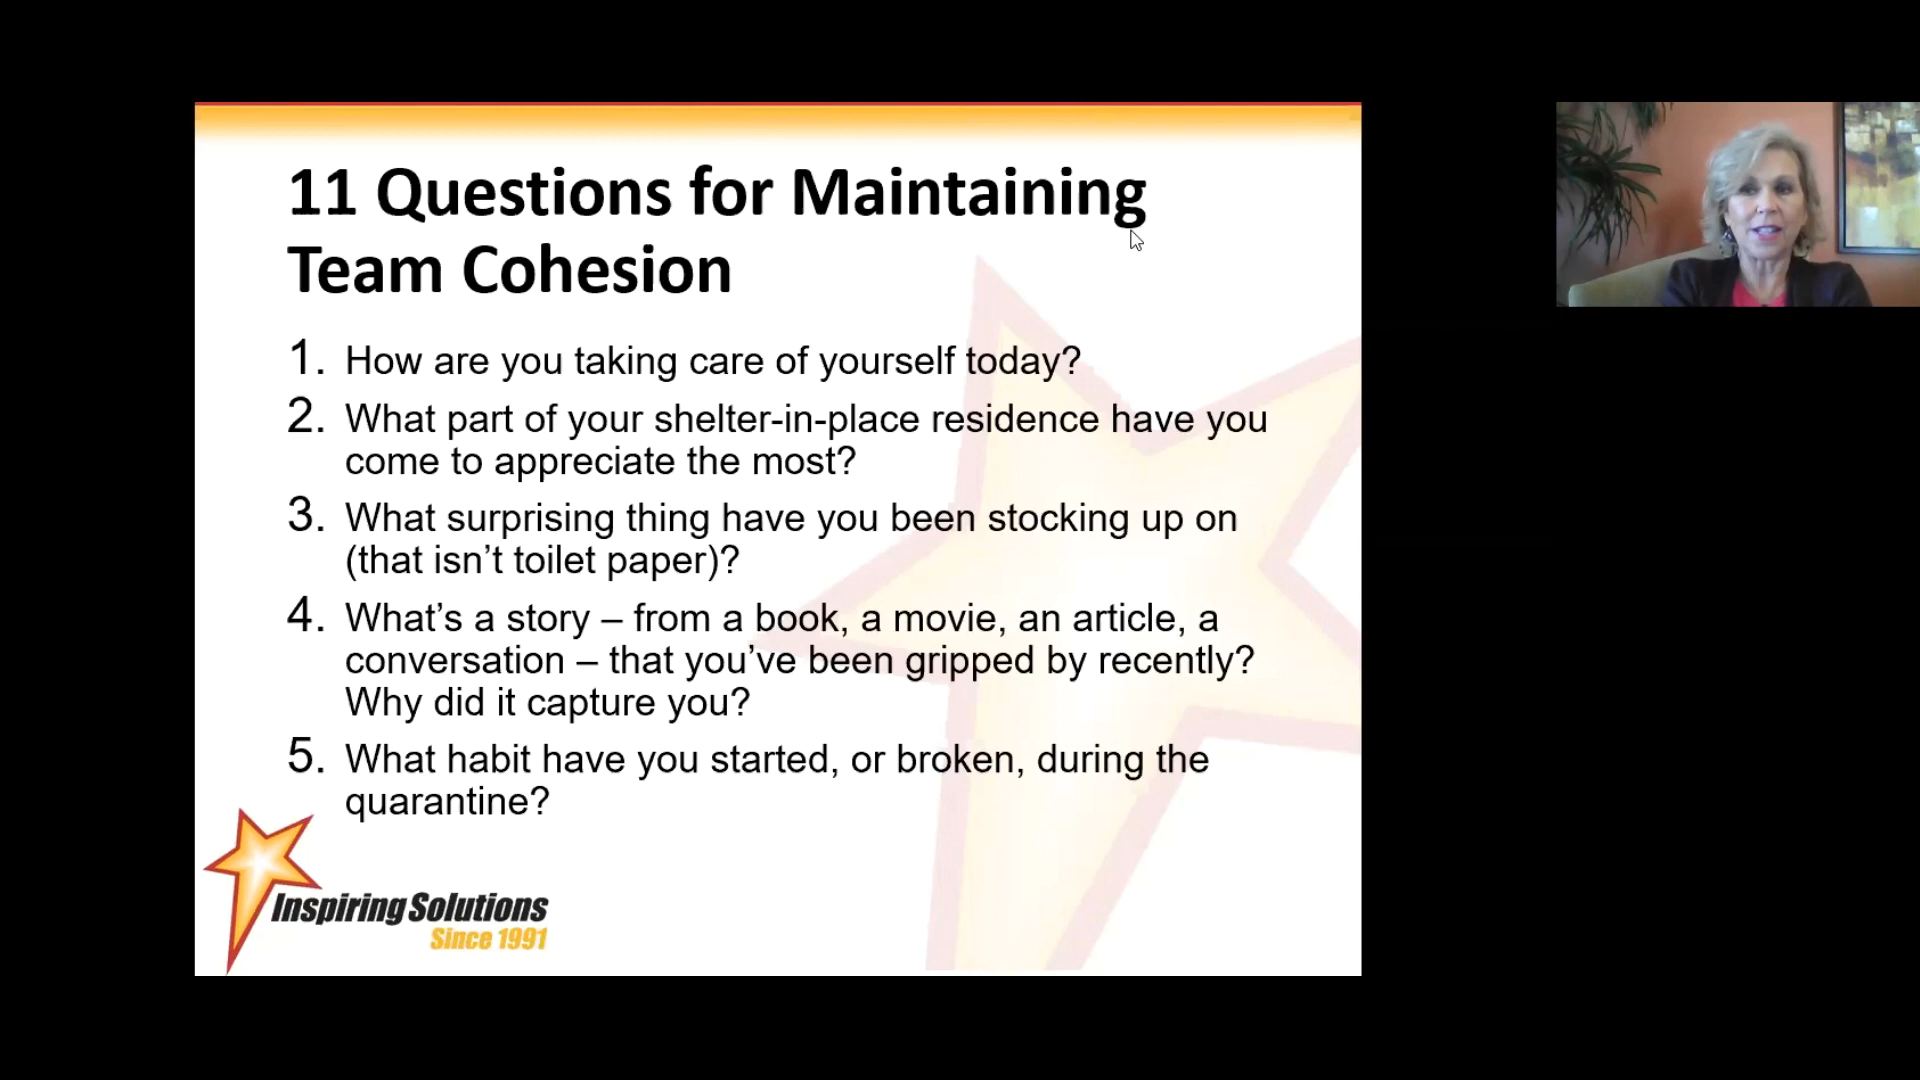 11 Questions for Maintaining
Team Cohesion
1. How are you taking care of yourself today?
2. What part of your shelter-in-place residence have you
come to appreciate the most?
3. What surprising thing have you been stocking up on
(that isn’t toilet paper)?
4. What’s a story – from a book, a movie, an article, a
conversation – that you’ve been gripped by recently?
Why did it capture you?
5. What habit have you started, or broken, during the
quarantine?
Inspiring Solutions
Since 1991